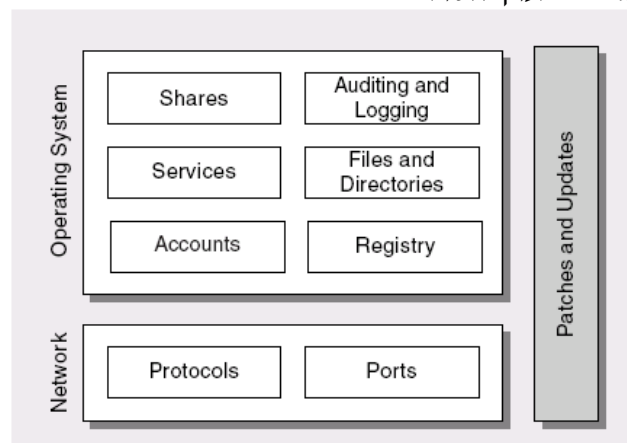 Operating System
Shares
Auditing and
Logging
Services
Files and
Directories
Accounts
Registry
Network
Protocols
Ports
Patches and Updates